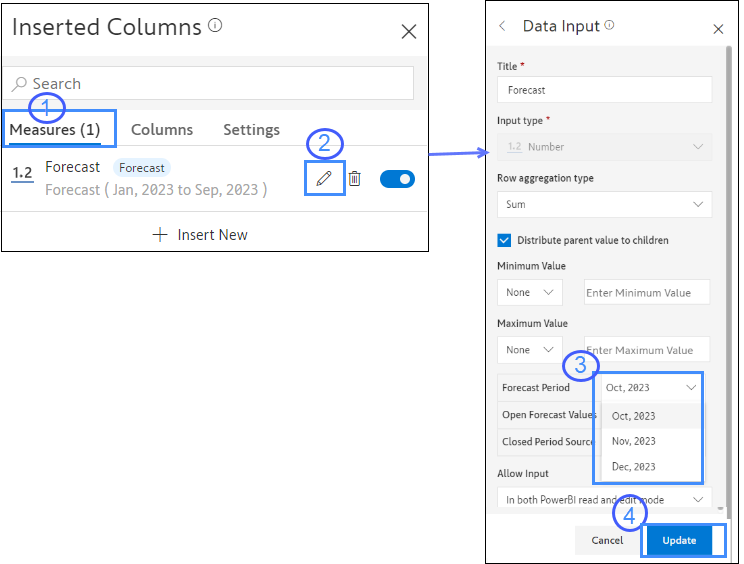 Inserted Columns
Search
1
Measures (1) Columns Settings
2
1.2 Forecast Forecast
Forecast ( Jan, 2023 to Sep, 2023 )
+ Insert New
Data Input
Title *
Forecast
Input type *
1.2 Number
Row aggregation type
Sum
Distribute parent value to children
Minimum Value
None Enter Minimum Value
Maximum Value
None Enter Maximum Value
3
Forecast Period Oct, 2023
Open Forecast Values Oct, 2023
Closed Period Source Nov, 2023
Dec, 2023
Allow Input
In both PowerBI read and edit mode
4
Cancel Update